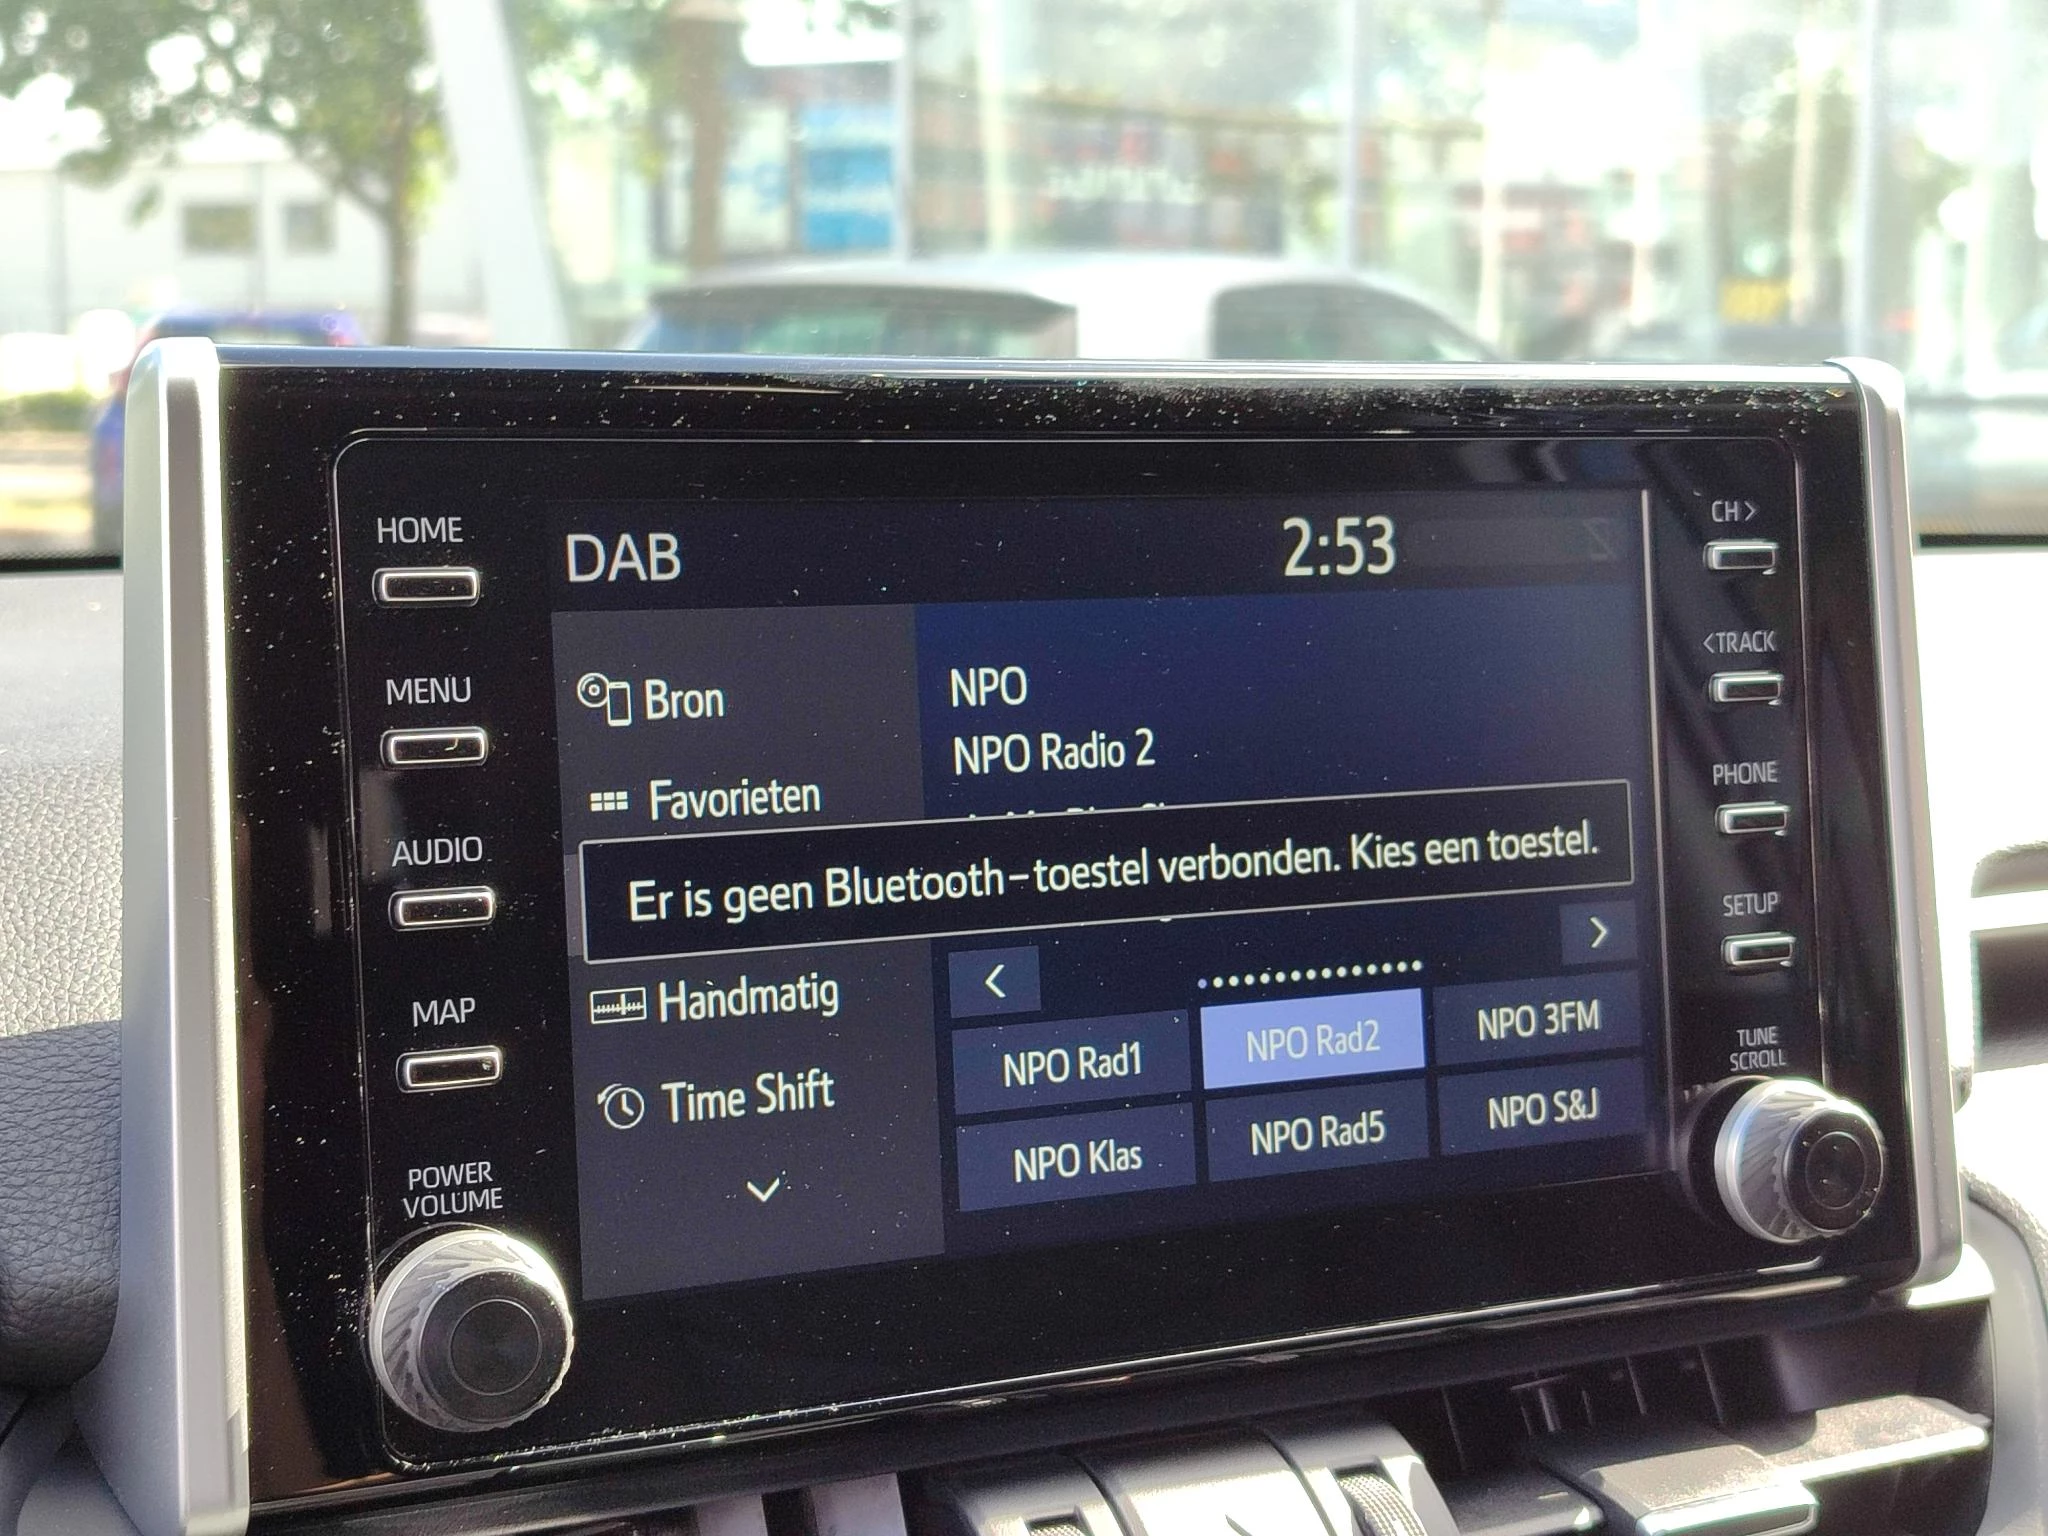 HOME
MENU
AUDIO
MAP
POWER
VOLUME
DAB
2:53
Bron
Favorieten
NPO
NPO Radio 2
Er is geen Bluetooth-toestel verbonden. Kies een toestel.
Handmatig
Time Shift
NPO Rad1
NPO Rad2
NPO 3FM
NPO Klas
NPO Rad5
NPO S&J
CH>
<TRACK
PHONE
SETUP
TUNE
SCROLL